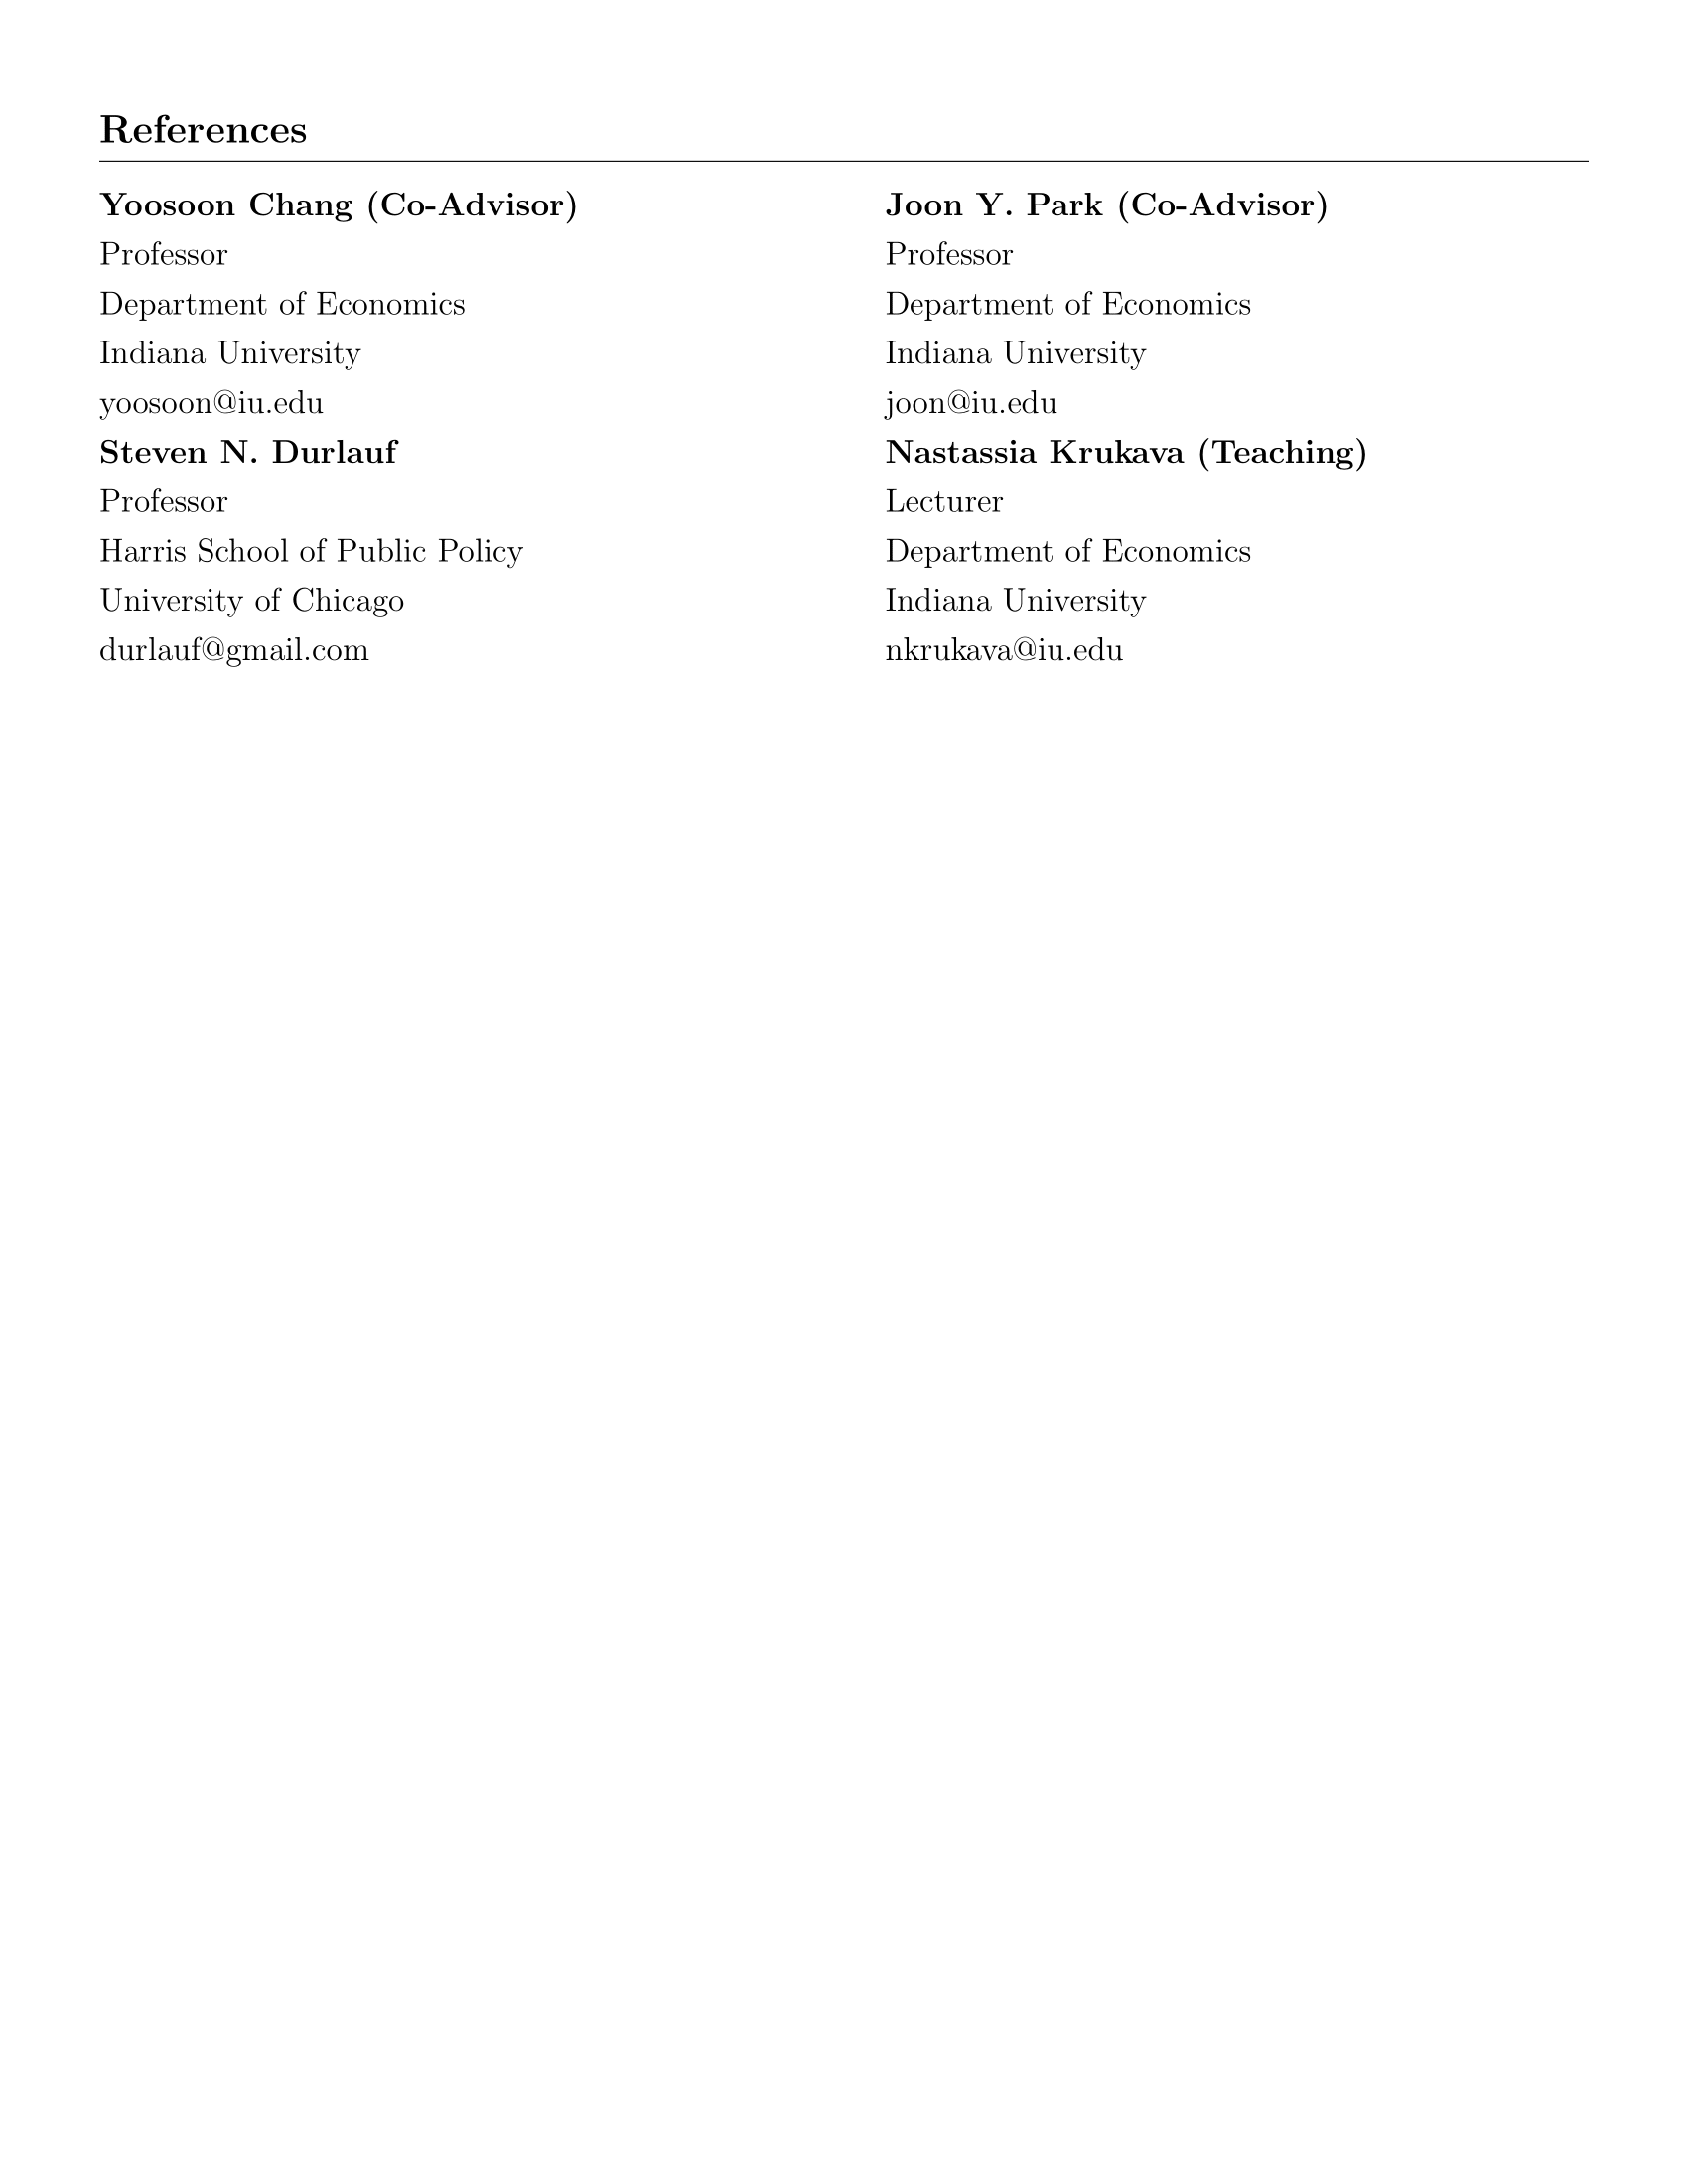 References
Yoosoon Chang (Co-Advisor)
Professor
Department of Economics
Indiana University
yoosoon@iu.edu
Joon Y. Park (Co-Advisor)
Professor
Department of Economics
Indiana University
joon@iu.edu
Steven N. Durlauf
Professor
Harris School of Public Policy
University of Chicago
durlauf@gmail.com
Nastassia Krukava (Teaching)
Lecturer
Department of Economics
Indiana University
nkrukava@iu.edu